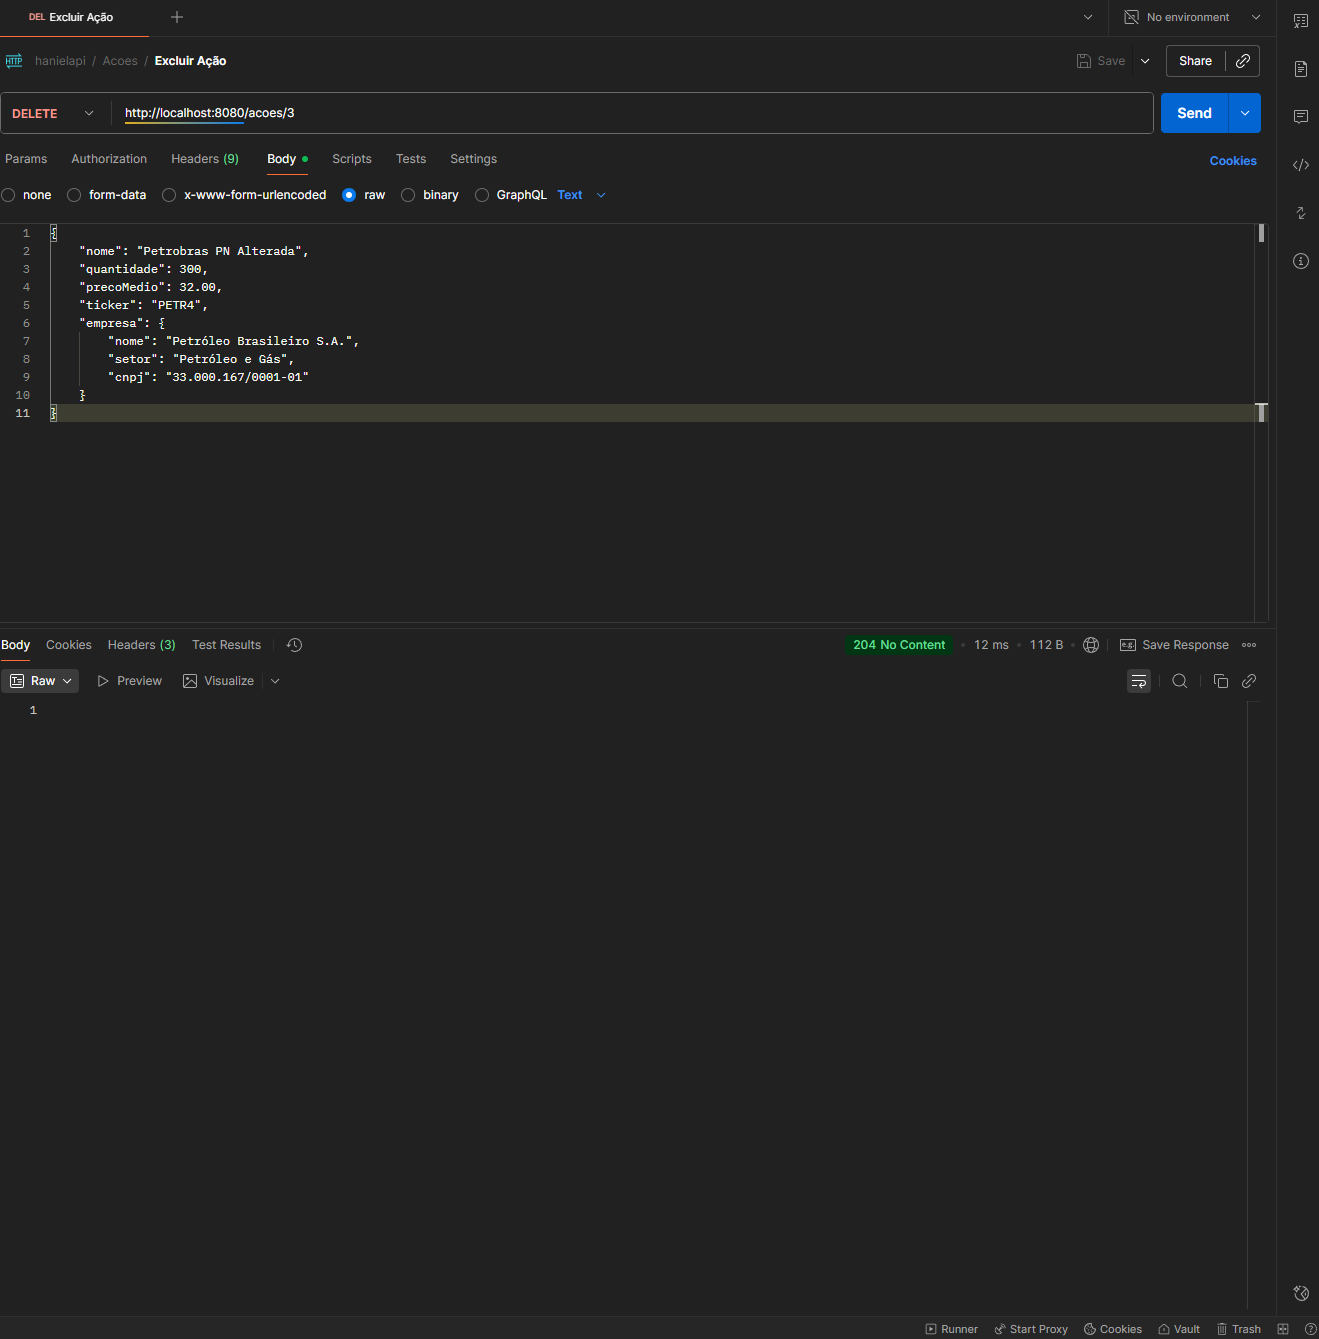 DEL Excluir Ação
No environment
HTTP hanielapi / Acoes / Excluir Ação
Save
Share
DELETE
http://localhost:8080/acoes/3
Send
Params Authorization Headers (9) Body Scripts Tests Settings
Cookies
none form-data x-www-form-urlencoded raw binary GraphQL Text
1 {
2 "nome": "Petrobras PN Alterada",
3 "quantidade": 300,
4 "precoMedio": 32.00,
5 "ticker": "PETR4",
6 "empresa": {
7 "nome": "Petróleo Brasileiro S.A.",
8 "setor": "Petróleo e Gás",
9 "cnpj": "33.000.167/0001-01"
10 }
11 }
Body Cookies Headers (3) Test Results
204 No Content • 12 ms • 112 B •
e.g. Save Response
Raw Preview Visualize
1
Runner Start Proxy Cookies Vault Trash